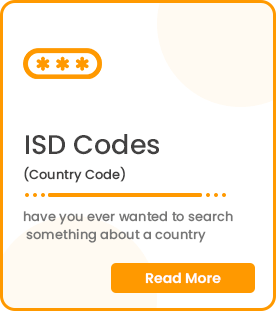 ***
ISD Codes
(Country Code)
have you ever wanted to search
something about a country
Read More